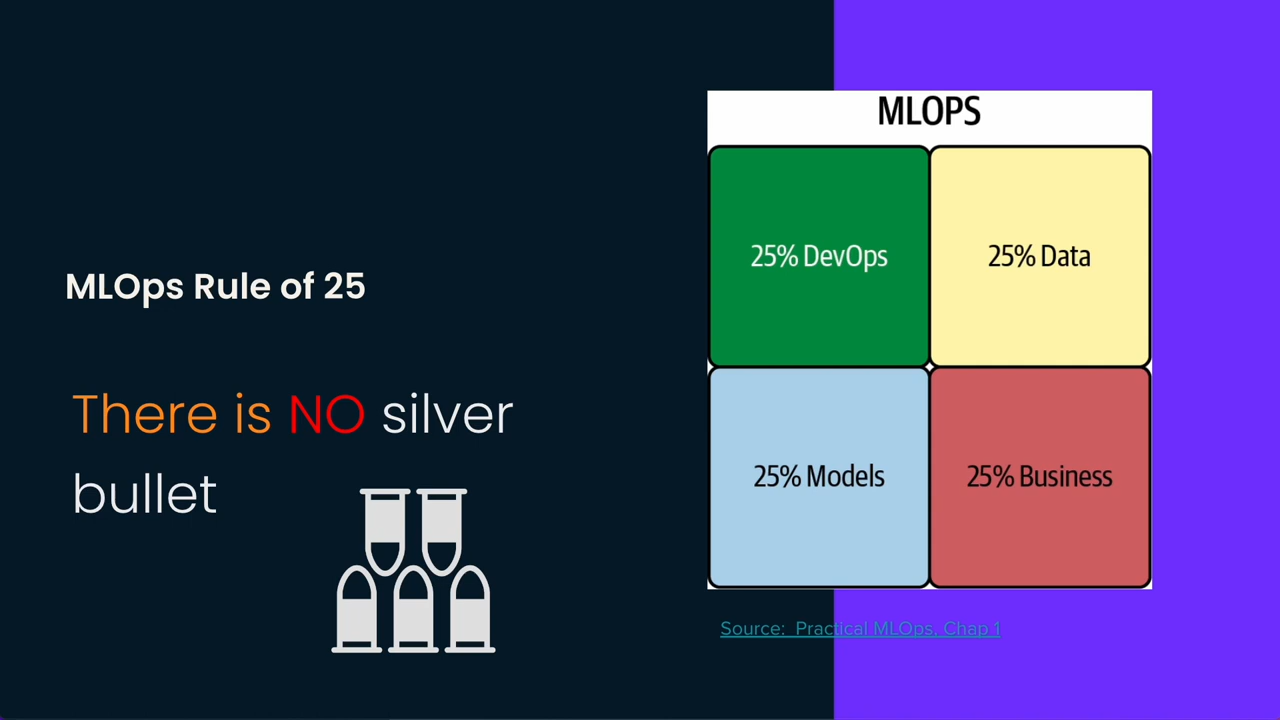 MLOps Rule of 25
There is NO silver
bullet
MLOPS
25% DevOps
25% Data
25% Models
25% Business
Source:  Practical MLOps, Chap 1